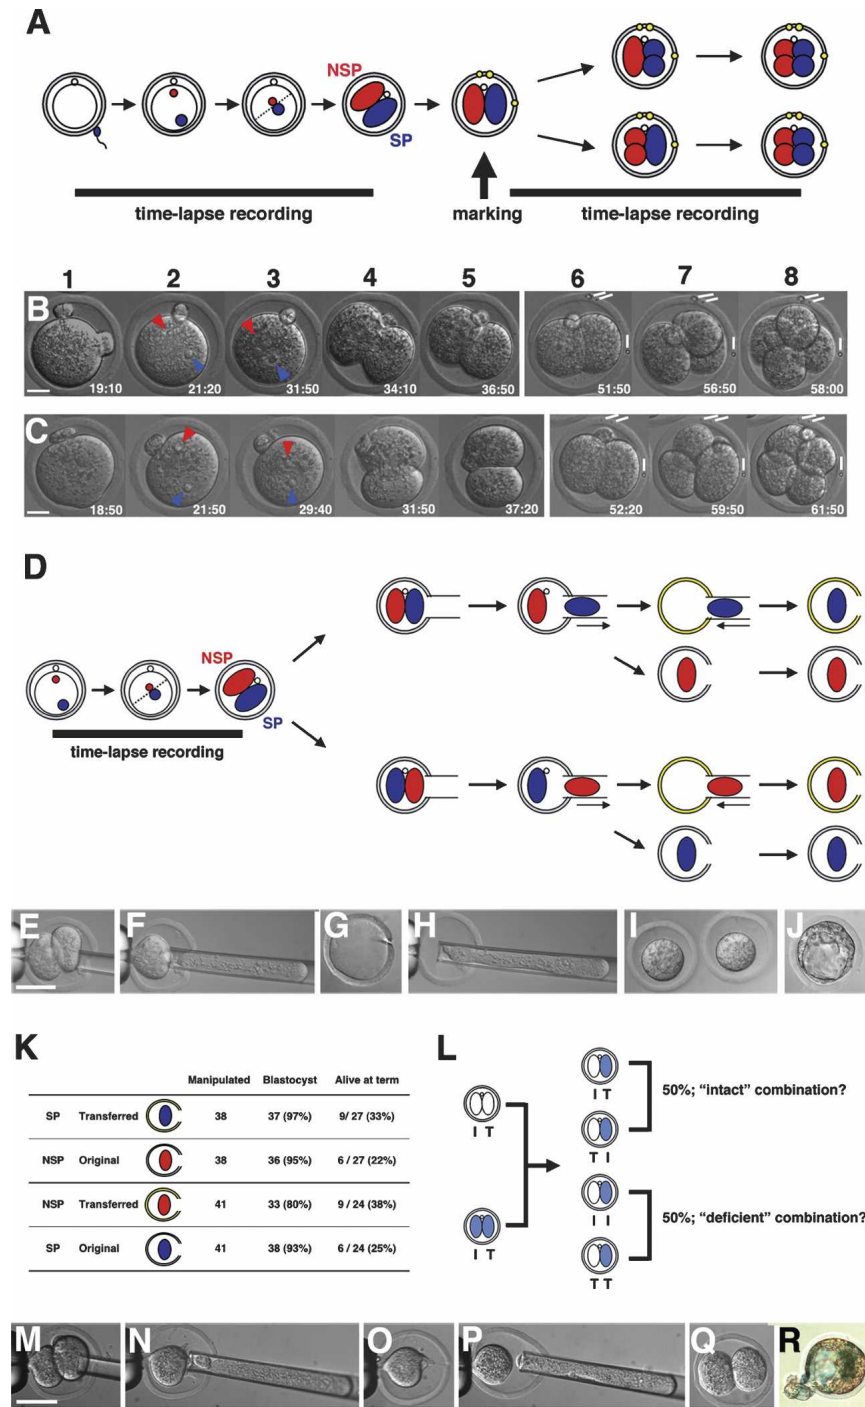 A
NSP
SP
time-lapse recording
marking
time-lapse recording
1 2 3 4 5 6 7 8
B
19:10 21:20 31:50 34:10 36:50 51:50 56:50 58:00
C
18:50 21:50 29:40 31:50 37:20 52:20 59:50 61:50
D
NSP
SP
time-lapse recording
E F G H I J
K
Manipulated Blastocyst Alive at term
SP Transferred 38 37 (97%) 9/ 27 (33%)
NSP Original 38 36 (95%) 6 / 27 (22%)
NSP Transferred 41 33 (80%) 9 / 24 (38%)
SP Original 41 38 (93%) 6 / 24 (25%)
L
I T
I T
I T
T I
50%; “intact” combination?
I I
T T
50%; “deficient” combination?
M N O P Q R